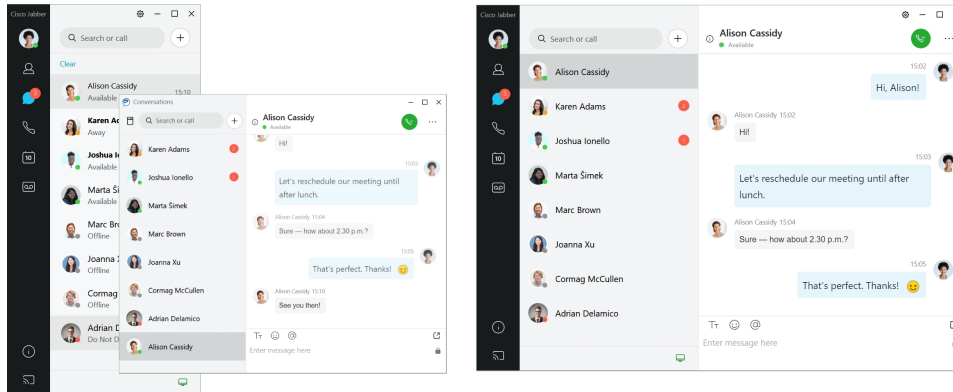 Cisco Jabber
Search or call
3
10
Clear
Alison Cassidy
Available
15:10
Karen
Away
Joshua
Available
Marta
Available
Marc
Offline
Joanna
Offline
Cormag
Offline
Adrian
Do Not
Conversations
Search or call
Karen Adams
Joshua Ionello
Marta Šimek
Marc Brown
Joanna Xu
Cormag McCullen
Adrian Delamico
Alison Cassidy
Alison Cassidy
Available
Hi!
15:03
Let's reschedule our meeting until
after lunch.
Alison Cassidy 15:04
Sure — how about 2.30 p.m.?
15:05
That's perfect. Thanks!
Alison Cassidy 15:10
See you then!
Enter message here
Cisco Jabber
Search or call
10
Alison Cassidy
Karen Adams
Joshua Ionello
Marta Šimek
Marc Brown
Joanna Xu
Cormag McCullen
Adrian Delamico
Alison Cassidy
Available
15:02
Hi, Alison!
Alison Cassidy 15:02
Hi!
15:03
Let's reschedule our meeting until after
lunch.
Alison Cassidy 15:04
Sure — how about 2.30 p.m.?
15:05
That's perfect. Thanks!
Enter message here